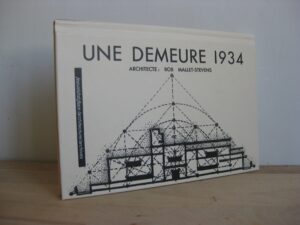 UNE DEMEURE 1934
ARCHITECTE: ROB MALLET-STEVENS